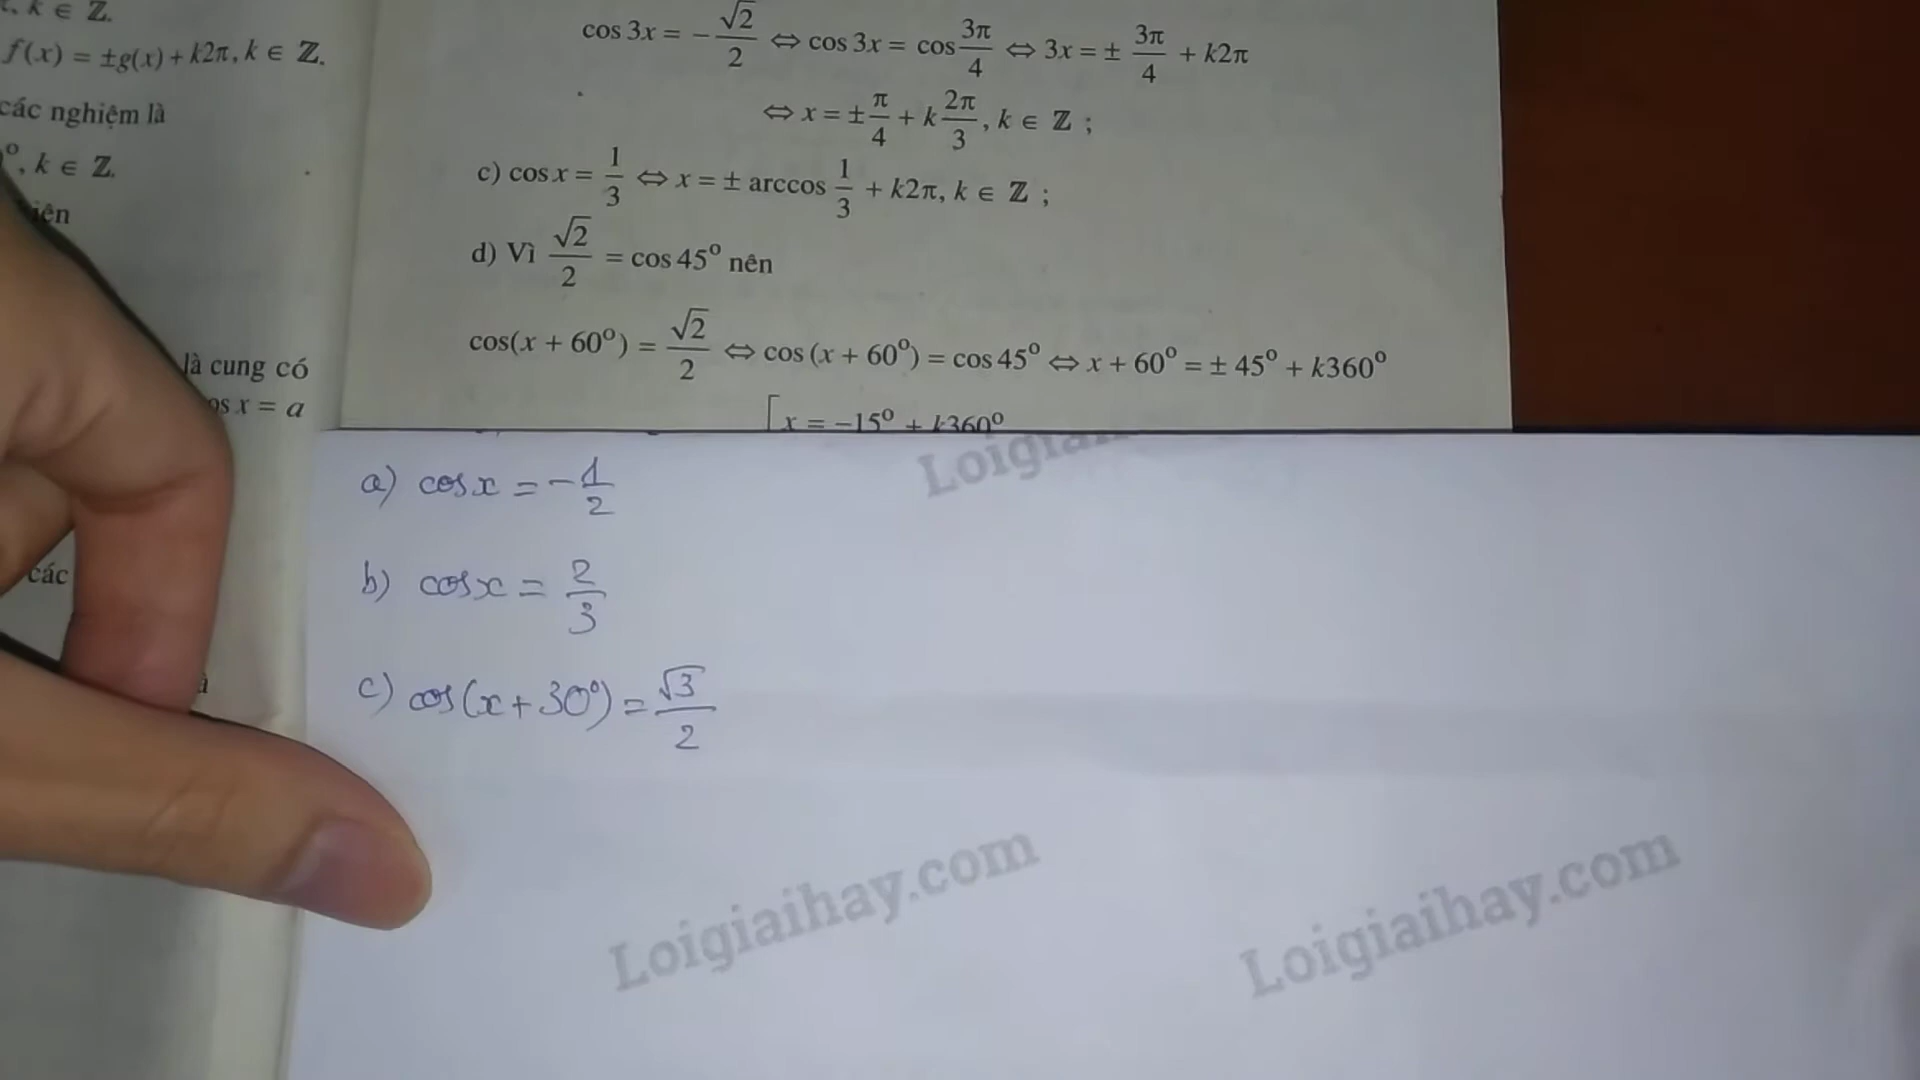 k ∈ ℤ.
f(x) = ±g(x) + k2π, k ∈ ℤ.
các nghiệm là
°, k ∈ ℤ.
là cung có
x = a
các
cos 3x = -√2/2 ⇔ cos 3x = cos 3π/4 ⇔ 3x = ± 3π/4 + k2π
⇔ x = ± π/4 + k 2π/3, k ∈ ℤ ;
c) cos x = 1/3 ⇔ x = ± arccos 1/3 + k2π, k ∈ ℤ ;
d) Vì √2/2 = cos 45° nên
cos(x + 60°) = √2/2 ⇔ cos (x + 60°) = cos 45° ⇔ x + 60° = ± 45° + k360°
[x = -15° + k360°
a) cos x = -1/2
b) cos x = 2/3
c) cos(x + 30°) = √3/2
Loigiaihay.com
Loigiaihay.com